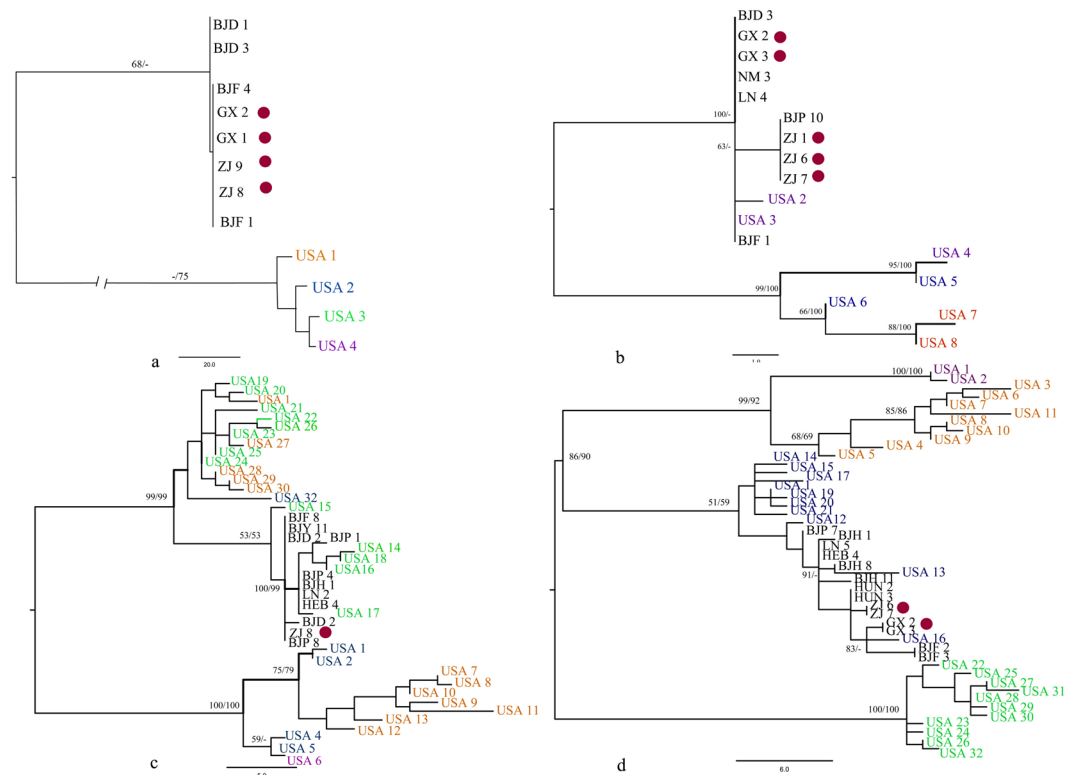 BJD 1
BJD 3
68/-
BJF 4
GX 2
GX 1
ZJ 9
ZJ 8
BJF 1
-/75
USA 1
USA 2
USA 3
USA 4
a
20.0
BJD 3
GX 2
GX 3
NM 3
LN 4
100/-
BJP 10
ZJ 1
63/-
ZJ 6
ZJ 7
USA 2
USA 3
BJF 1
USA 4
95/100
USA 5
99/100
USA 6
66/100
USA 7
88/100
USA 8
b
1.0
USA19
USA 20
USA 1
USA 21
USA 22
USA 26
USA 23
USA 27
USA 25
USA 24
USA 28
USA 29
USA 30
99/99
USA 32
USA 15
BJF 8
BJY 11
BJD 2
BJP 1
53/53
USA 14
USA 18
USA16
BJP 4
BJH 1
100/99
LN 2
HEB 4
USA 17
BJD 2
ZJ 8
BJP 8
USA 1
USA 2
75/79
USA 7
USA 8
USA 10
USA 9
USA 11
100/100
USA 13
USA 12
USA 4
59/-
USA 5
USA 6
c
5.0
100/100
USA 1
USA 2
99/92
USA 3
USA 6
USA 7
85/86
USA 11
USA 8
USA 10
68/69
USA 9
USA 4
USA 5
86/90
USA 14
USA 15
USA 17
USA 1
USA 19
51/59
USA 20
USA 21
USA12
BJP 7
BJH 1
LN 5
HEB 4
BJH 8
USA 13
91/-
BJH 11
HUN 2
HUN 3
ZJ 6
ZJ 7
GX 2
GX 3
USA 16
83/-
BJF 2
BJF 3
USA 22
USA 25
USA 27
USA 31
USA 28
USA 29
USA 30
100/100
USA 23
USA 24
USA 26
USA 32
d
6.0